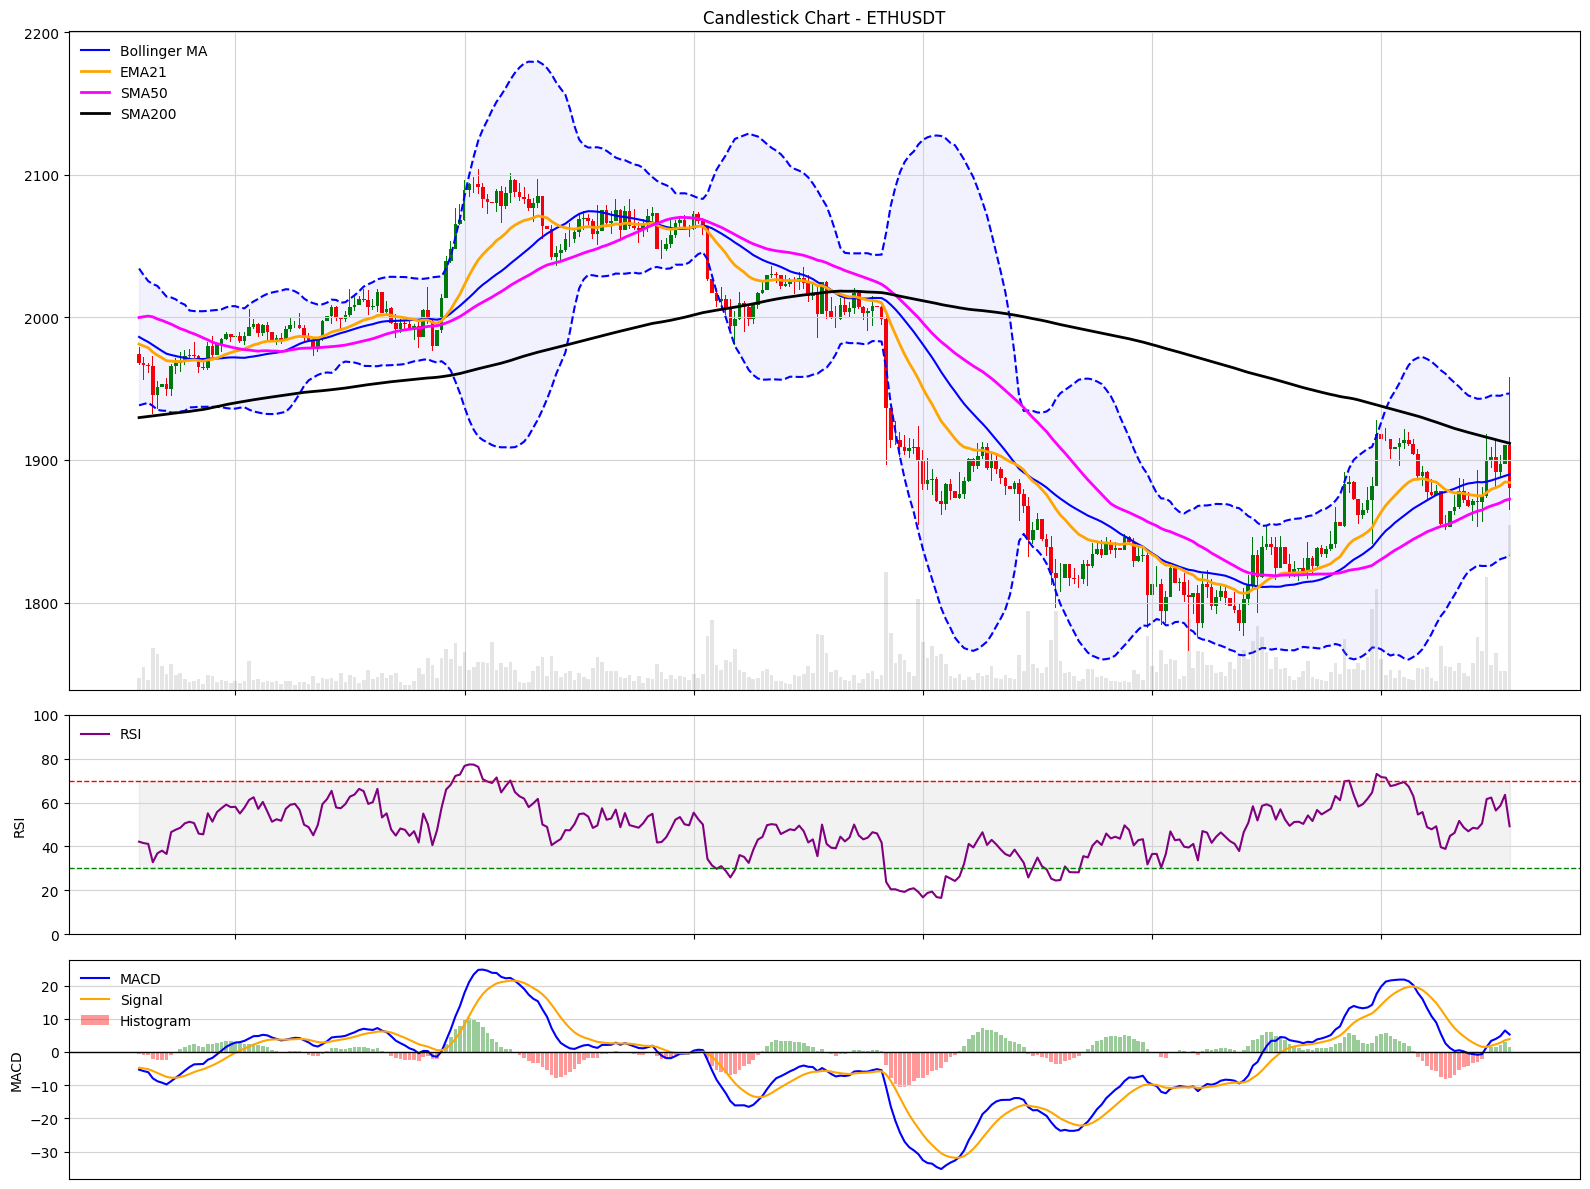 Candlestick Chart - ETHUSDT
2200
Bollinger MA
EMA21
SMA50
SMA200
2100
2000
1900
1800
100
RSI
80
60
RSI
40
20
0
MACD
20
Signal
10
Histogram
0
MACD
−10
−20
−30